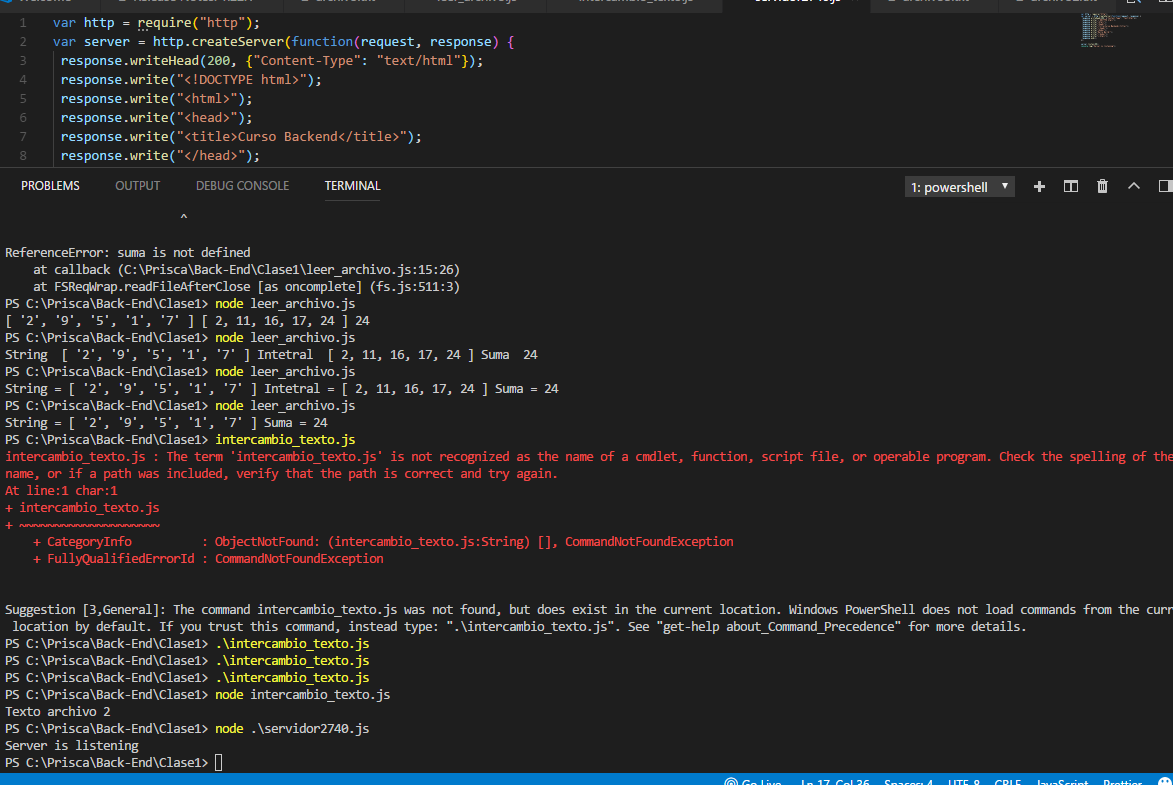 1 var http = require("http");
2 var server = http.createServer(function(request, response) {
3 response.writeHead(200, {"Content-Type": "text/html"});
4 response.write("<!DOCTYPE html>");
5 response.write("<html>");
6 response.write("<head>");
7 response.write("<title>Curso Backend</title>");
8 response.write("</head>");
PROBLEMS OUTPUT DEBUG CONSOLE TERMINAL 1: powershell
^
ReferenceError: suma is not defined
at callback (C:\Prisca\Back-End\Clase1\leer_archivo.js:15:26)
at FSReqWrap.readFileAfterClose [as oncomplete] (fs.js:511:3)
PS C:\Prisca\Back-End\Clase1> node leer_archivo.js
[ '2', '9', '5', '1', '7' ] [ 2, 11, 16, 17, 24 ] 24
PS C:\Prisca\Back-End\Clase1> node leer_archivo.js
String  [ '2', '9', '5', '1', '7' ] Intetral  [ 2, 11, 16, 17, 24 ] Suma  24
PS C:\Prisca\Back-End\Clase1> node leer_archivo.js
String = [ '2', '9', '5', '1', '7' ] Intetral = [ 2, 11, 16, 17, 24 ] Suma = 24
PS C:\Prisca\Back-End\Clase1> node leer_archivo.js
String = [ '2', '9', '5', '1', '7' ] Suma = 24
PS C:\Prisca\Back-End\Clase1> intercambio_texto.js
intercambio_texto.js : The term 'intercambio_texto.js' is not recognized as the name of a cmdlet, function, script file, or operable program. Check the spelling of the
name, or if a path was included, verify that the path is correct and try again.
At line:1 char:1
+ intercambio_texto.js
+ ~~~~~~~~~~~~~~~~~~~~
+ CategoryInfo          : ObjectNotFound: (intercambio_texto.js:String) [], CommandNotFoundException
+ FullyQualifiedErrorId : CommandNotFoundException
Suggestion [3,General]: The command intercambio_texto.js was not found, but does exist in the current location. Windows PowerShell does not load commands from the curr
location by default. If you trust this command, instead type: ".\intercambio_texto.js". See "get-help about_Command_Precedence" for more details.
PS C:\Prisca\Back-End\Clase1> .\intercambio_texto.js
PS C:\Prisca\Back-End\Clase1> .\intercambio_texto.js
PS C:\Prisca\Back-End\Clase1> .\intercambio_texto.js
PS C:\Prisca\Back-End\Clase1> node intercambio_texto.js
Texto archivo 2
PS C:\Prisca\Back-End\Clase1> node .\servidor2740.js
Server is listening
PS C:\Prisca\Back-End\Clase1>
Go Live Ln 17, Col 36 Spaces: 4 UTF-8 CRLF JavaScript Prettier